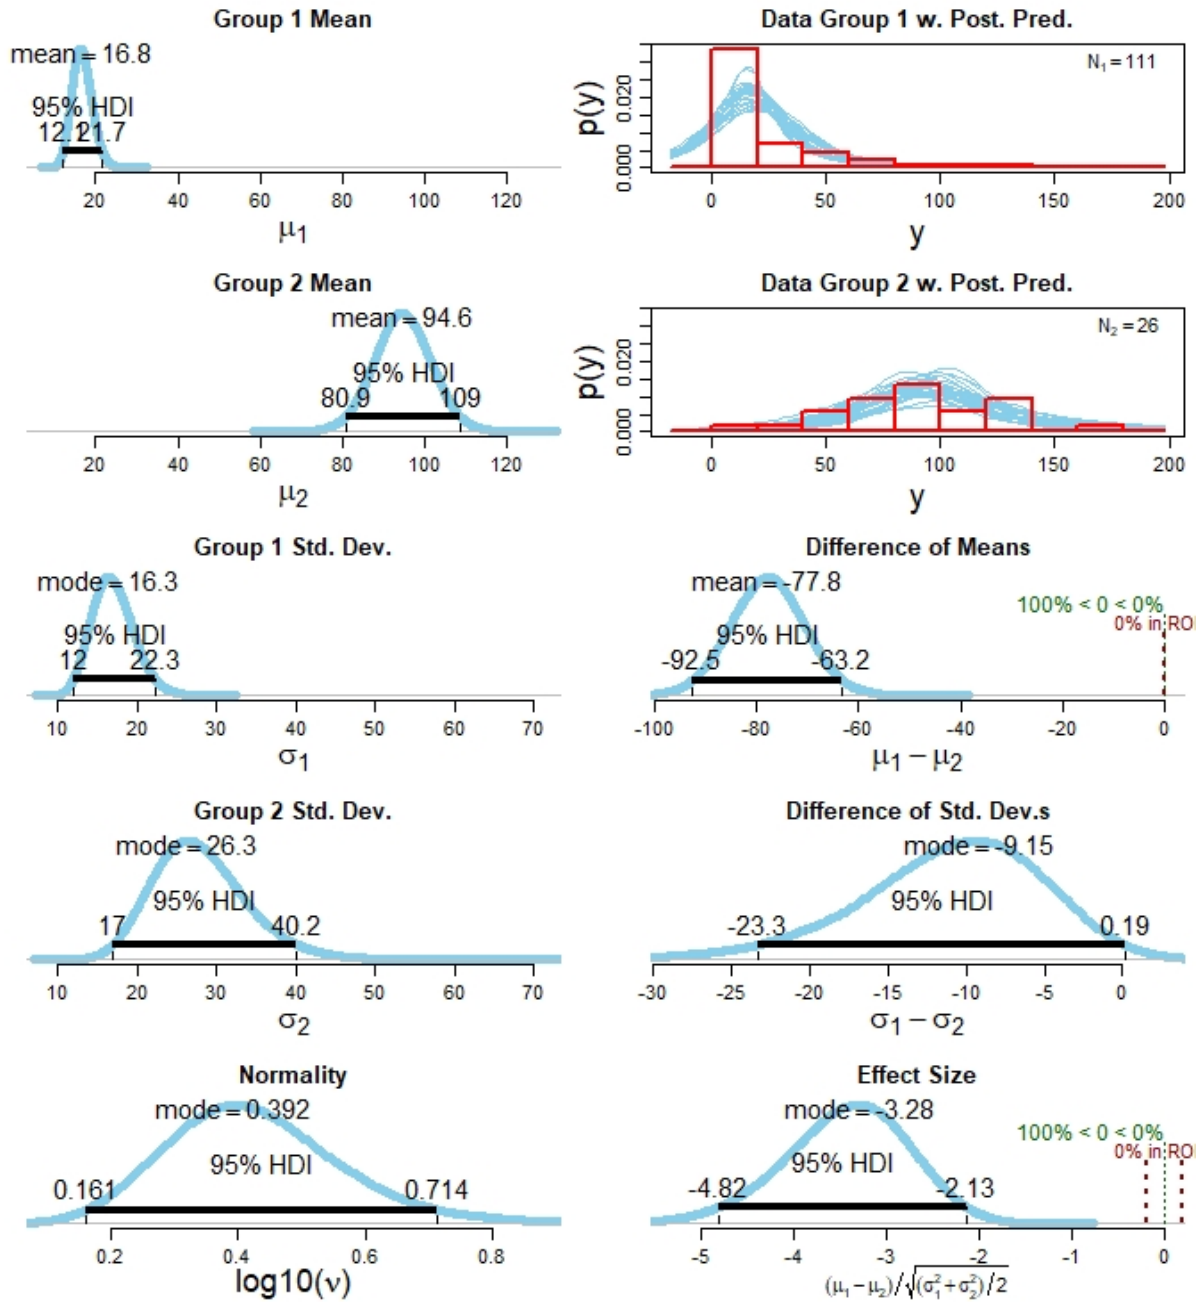 Group 1 Mean
mean = 16.8
95% HDI
12.1 21.7
20 40 60 80 100 120
μ1
Data Group 1 w. Post. Pred.
N1 = 111
p(y)
0.000 0.020
0 50 100 150 200
y
Group 2 Mean
mean = 94.6
95% HDI
80.9 109
20 40 60 80 100 120
μ2
Data Group 2 w. Post. Pred.
N2 = 26
p(y)
0.000 0.020
0 50 100 150 200
y
Group 1 Std. Dev.
mode = 16.3
95% HDI
12 22.3
10 20 30 40 50 60 70
σ1
Difference of Means
mean = -77.8
100% < 0 < 0%
0% in RO
95% HDI
-92.5 -63.2
-100 -80 -60 -40 -20 0
μ1 − μ2
Group 2 Std. Dev.
mode = 26.3
95% HDI
17 40.2
10 20 30 40 50 60 70
σ2
Difference of Std. Dev.s
mode = -9.15
95% HDI
-23.3 0.19
-30 -25 -20 -15 -10 -5 0
σ1 − σ2
Normality
mode = 0.392
95% HDI
0.161 0.714
0.2 0.4 0.6 0.8
log10(ν)
Effect Size
mode = -3.28
100% < 0 < 0%
0% in RO
95% HDI
-4.82 -2.13
-5 -4 -3 -2 -1 0
(μ1 − μ2)/√(σ1² + σ2²)/2